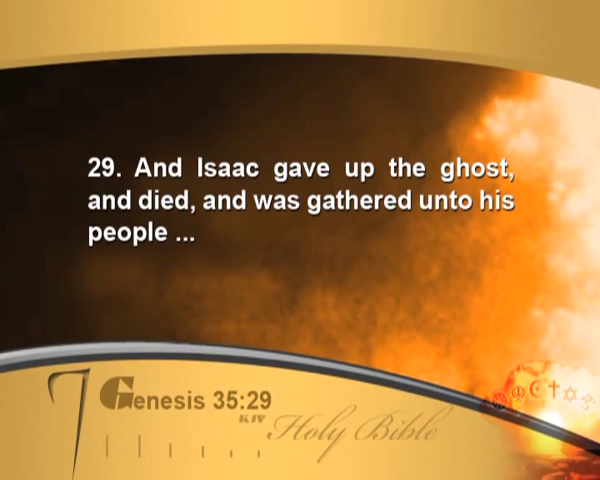 29. And Isaac gave up the ghost,
and died, and was gathered unto his
people ...
Genesis 35:29
KJV
Holy Bible